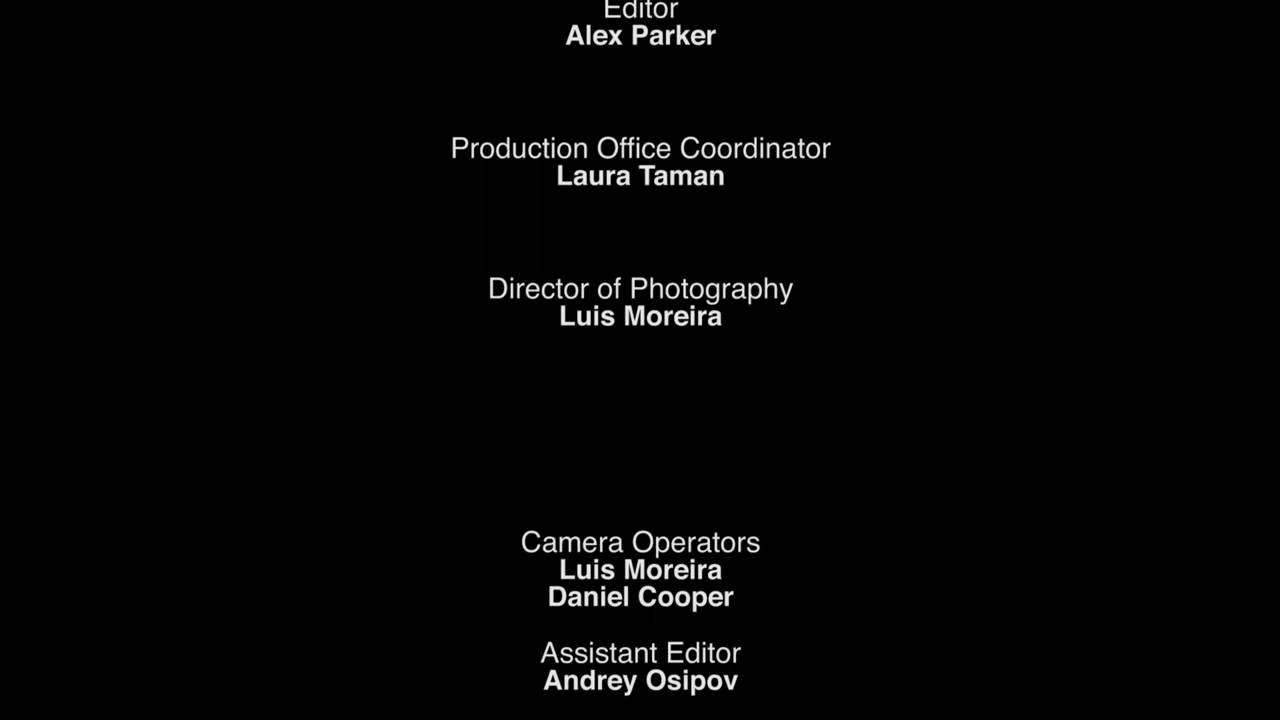 Editor
Alex Parker
Production Office Coordinator
Laura Taman
Director of Photography
Luis Moreira
Camera Operators
Luis Moreira
Daniel Cooper
Assistant Editor
Andrey Osipov